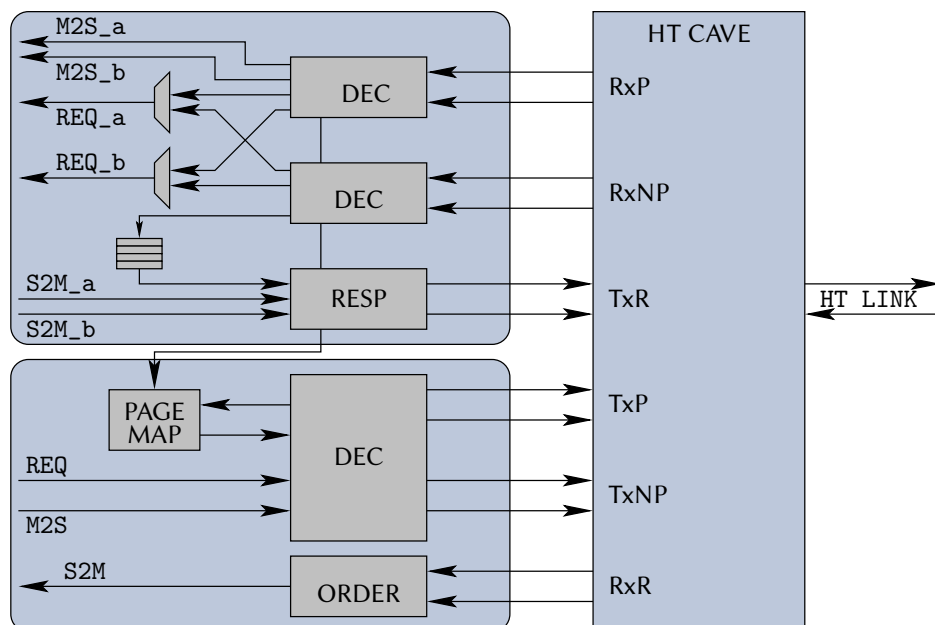 M2S_a
HT CAVE
M2S_b
DEC
RxP
REQ_a
REQ_b
DEC
RxNP
S2M_a
RESP
TxR
HT LINK
S2M_b
PAGE
MAP
TxP
DEC
REQ
TxNP
M2S
S2M
ORDER
RxR